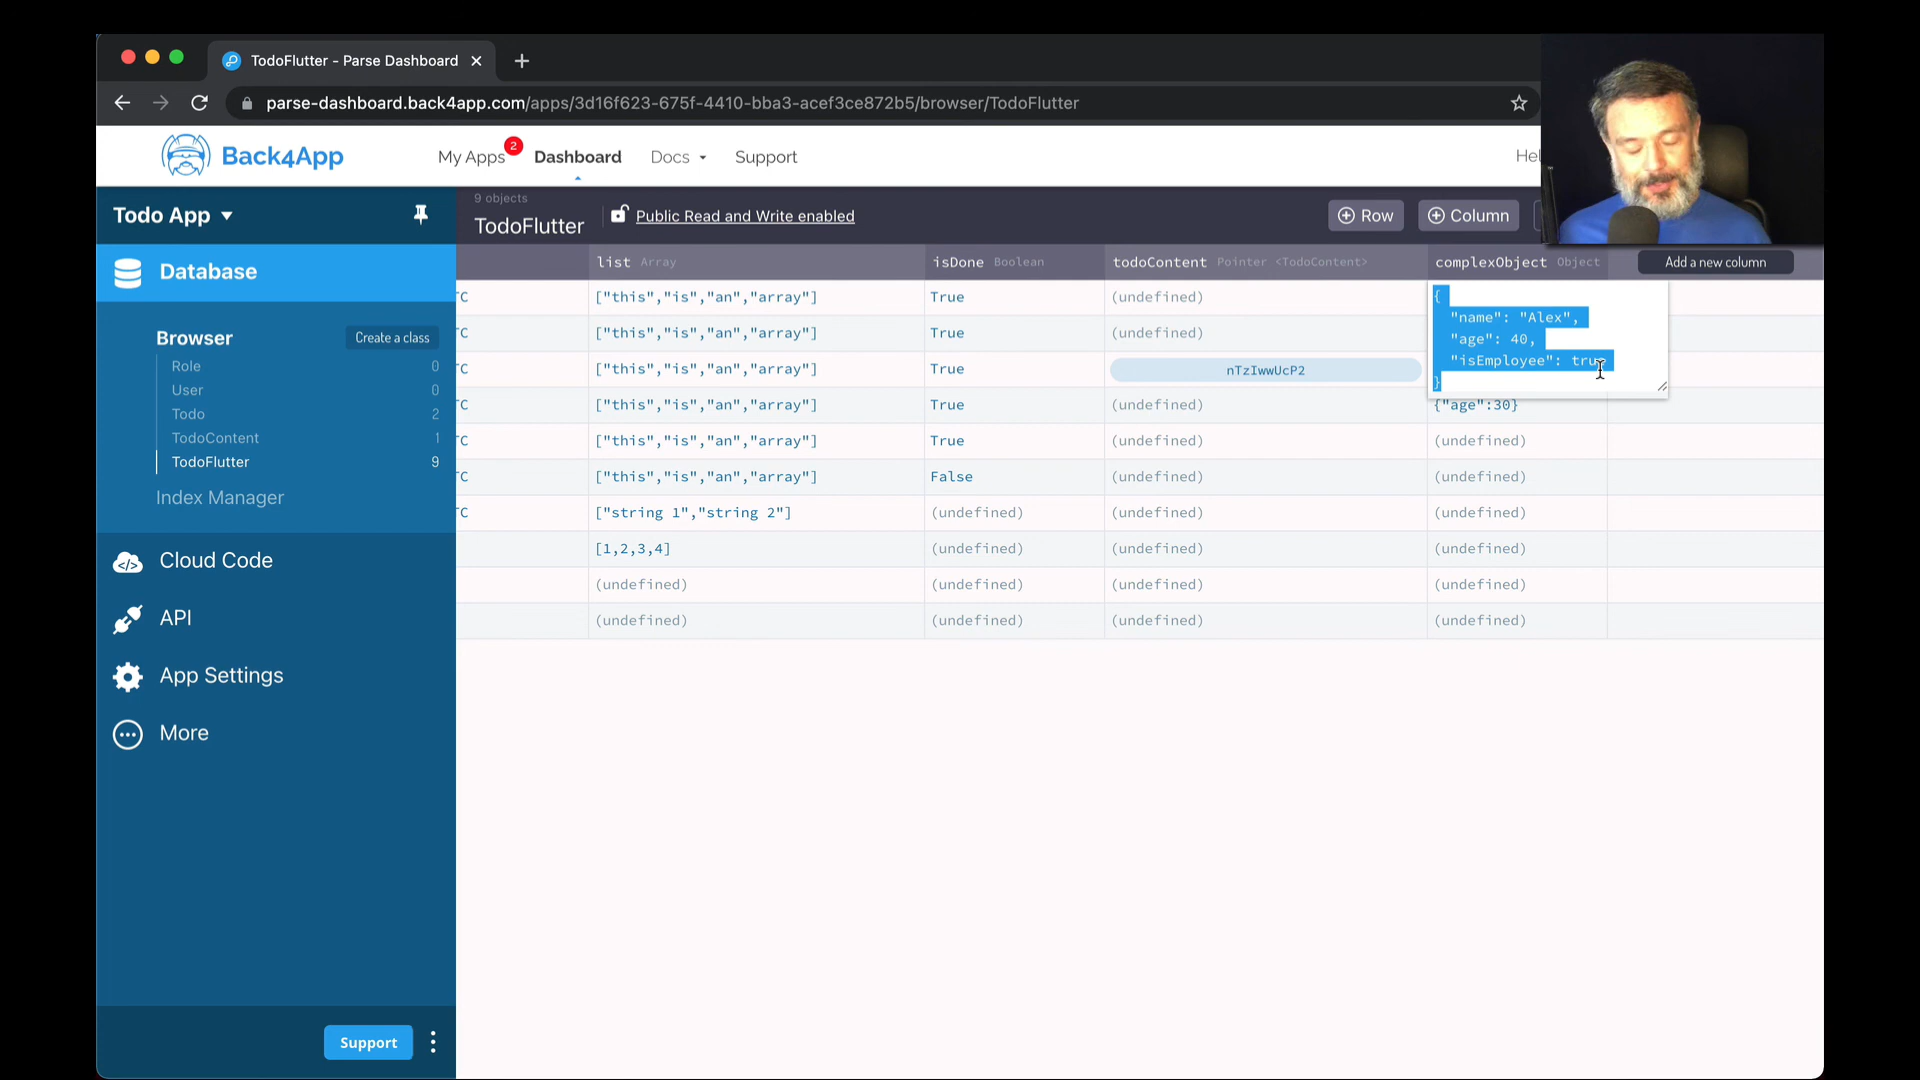 TodoFlutter - Parse Dashboard
parse-dashboard.back4app.com/apps/3d16f623-675f-4410-bba3-acef3ce872b5/browser/TodoFlutter
Back4App
My Apps 2 Dashboard Docs Support
Todo App
9 objects
TodoFlutter Public Read and Write enabled Row Column
list Array isDone Boolean todoContent Pointer <TodoContent> complexObject Object Add a new column
Database
Browser Create a class
Role 0
User 0
Todo 2
TodoContent 1
TodoFlutter 9
Index Manager
Cloud Code
API
App Settings
More
Support
TC ["this","is","an","array"] True (undefined)
TC ["this","is","an","array"] True (undefined)
TC ["this","is","an","array"] True nTzIwwUcP2
TC ["this","is","an","array"] True (undefined) {"age":30}
TC ["this","is","an","array"] True (undefined) (undefined)
TC ["this","is","an","array"] False (undefined) (undefined)
TC ["string 1","string 2"] (undefined) (undefined) (undefined)
[1,2,3,4] (undefined) (undefined) (undefined)
(undefined) (undefined) (undefined) (undefined)
(undefined) (undefined) (undefined) (undefined)
{
"name": "Alex",
"age": 40,
"isEmployee": true
}